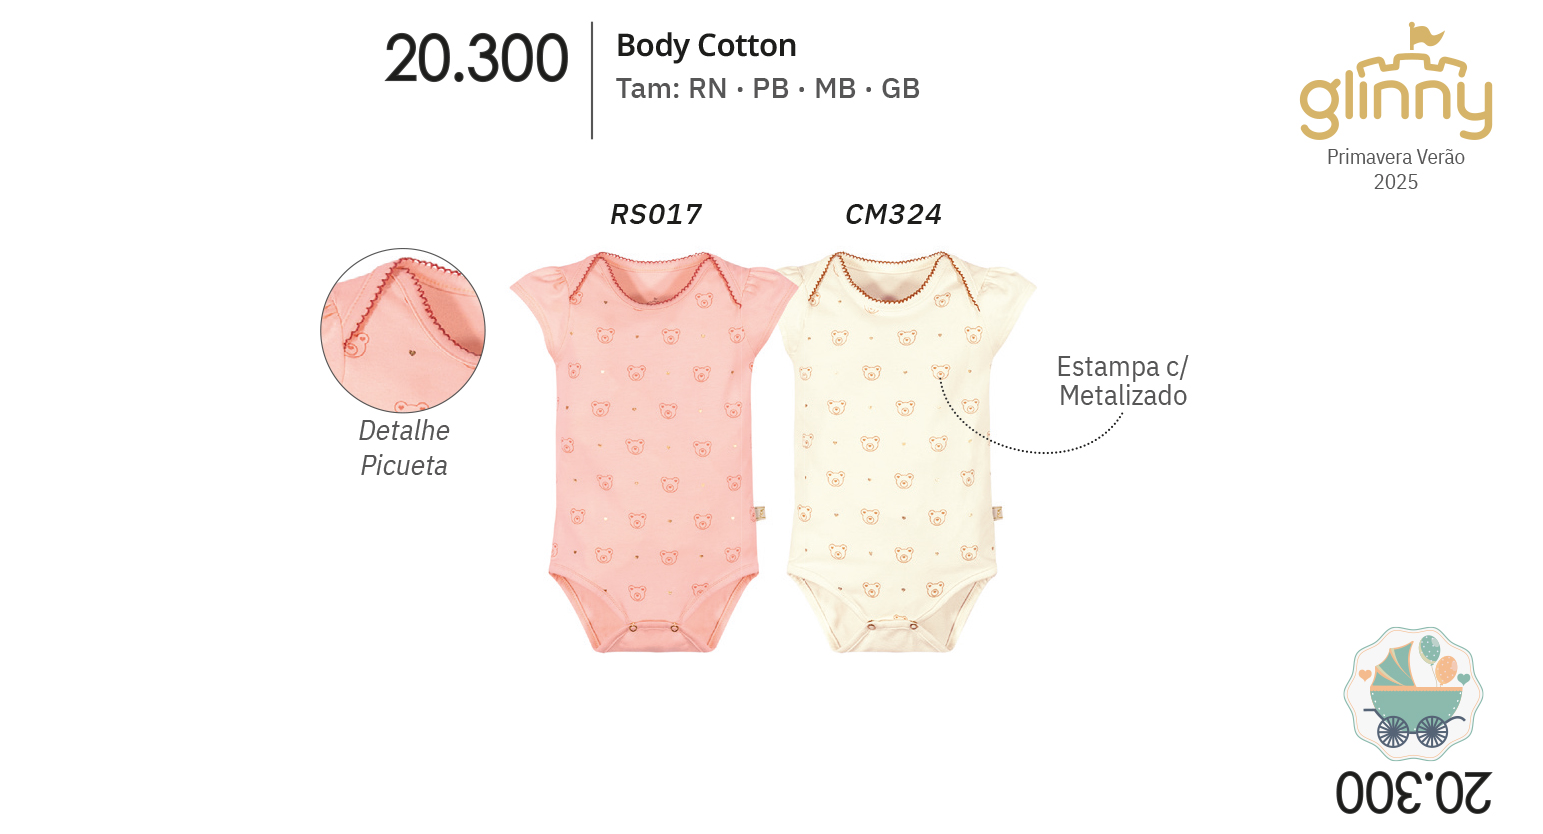 20.300
Body Cotton
Tam: RN • PB • MB • GB
glinny
Primavera Verão
2025
RS017
CM324
Detalhe
Picueta
Estampa c/
Metalizado
20.300